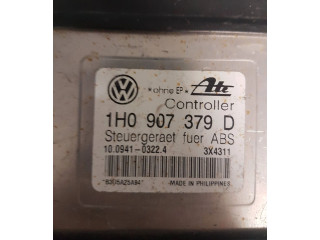 *ohne EP* Ate
Controller
1H0 907 379 D
Steuergeraet fuer ABS
10.0941-0322.4 3X4311
MADE IN PHILIPPINES